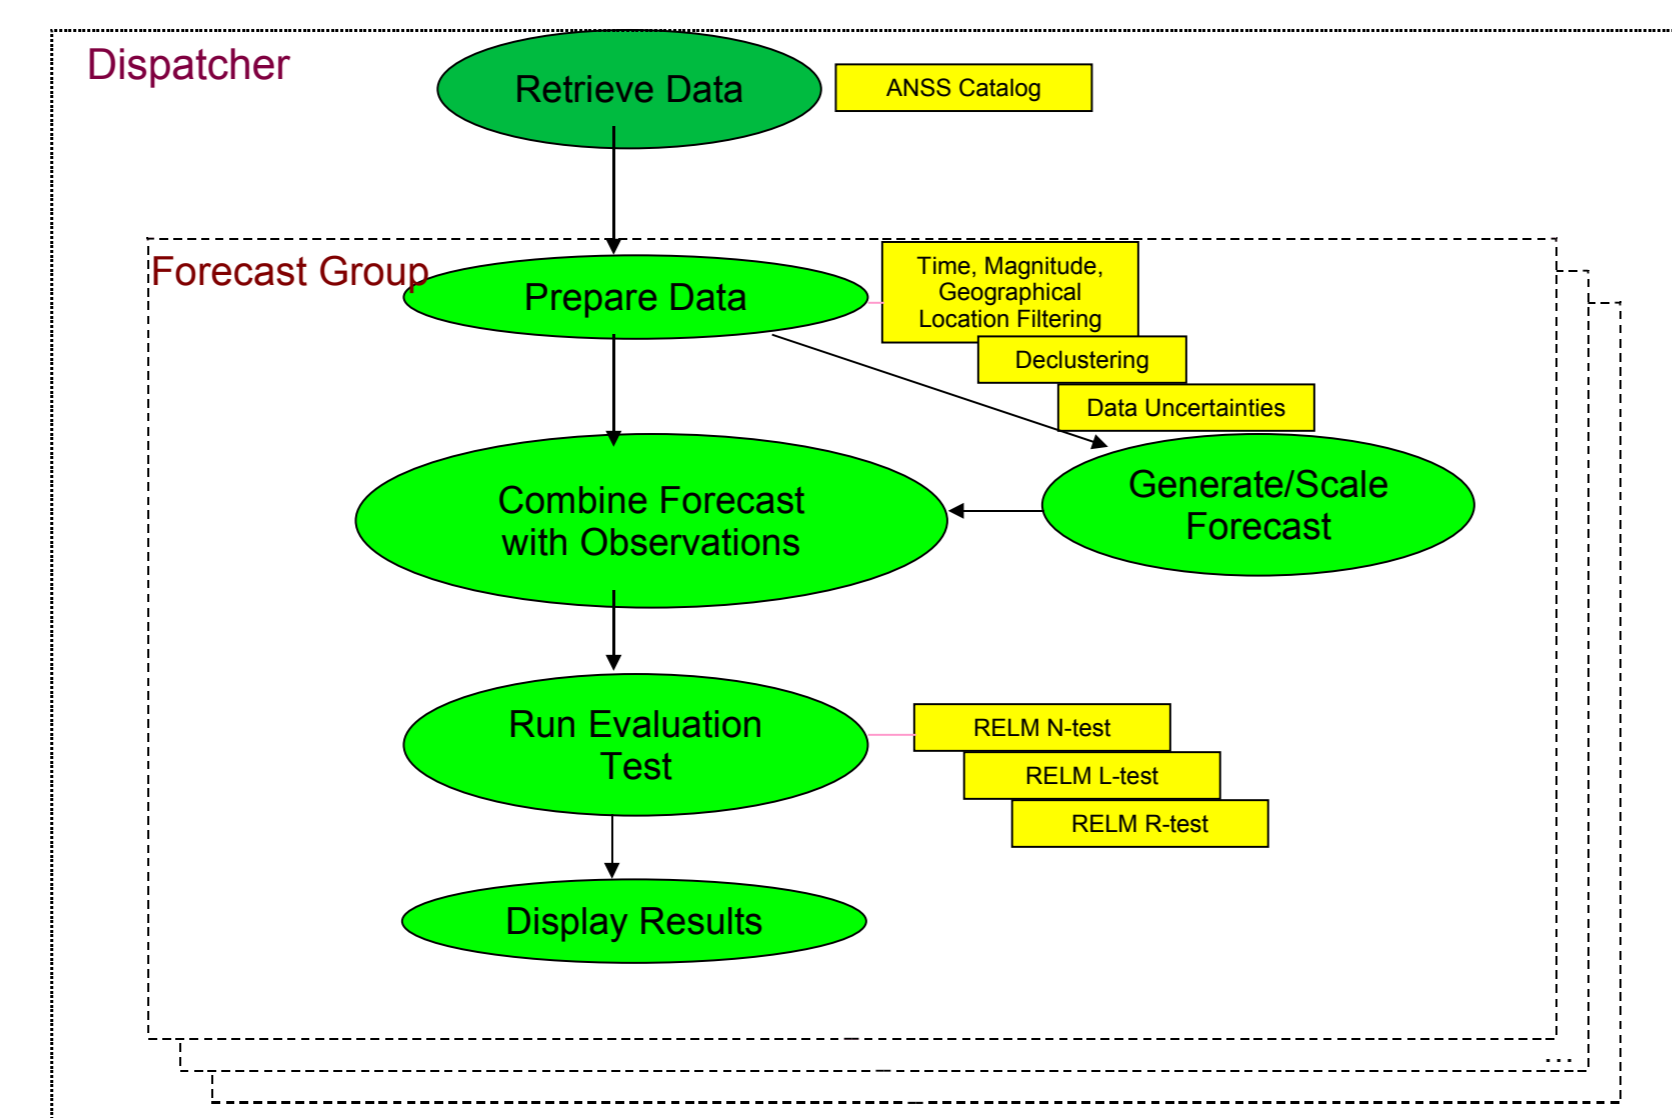 Dispatcher
Retrieve Data
ANSS Catalog
Forecast Group
Prepare Data
Time, Magnitude,
Geographical
Location Filtering
Declustering
Data Uncertainties
Combine Forecast
with Observations
Generate/Scale
Forecast
Run Evaluation
Test
RELM N-test
RELM L-test
RELM R-test
Display Results
...